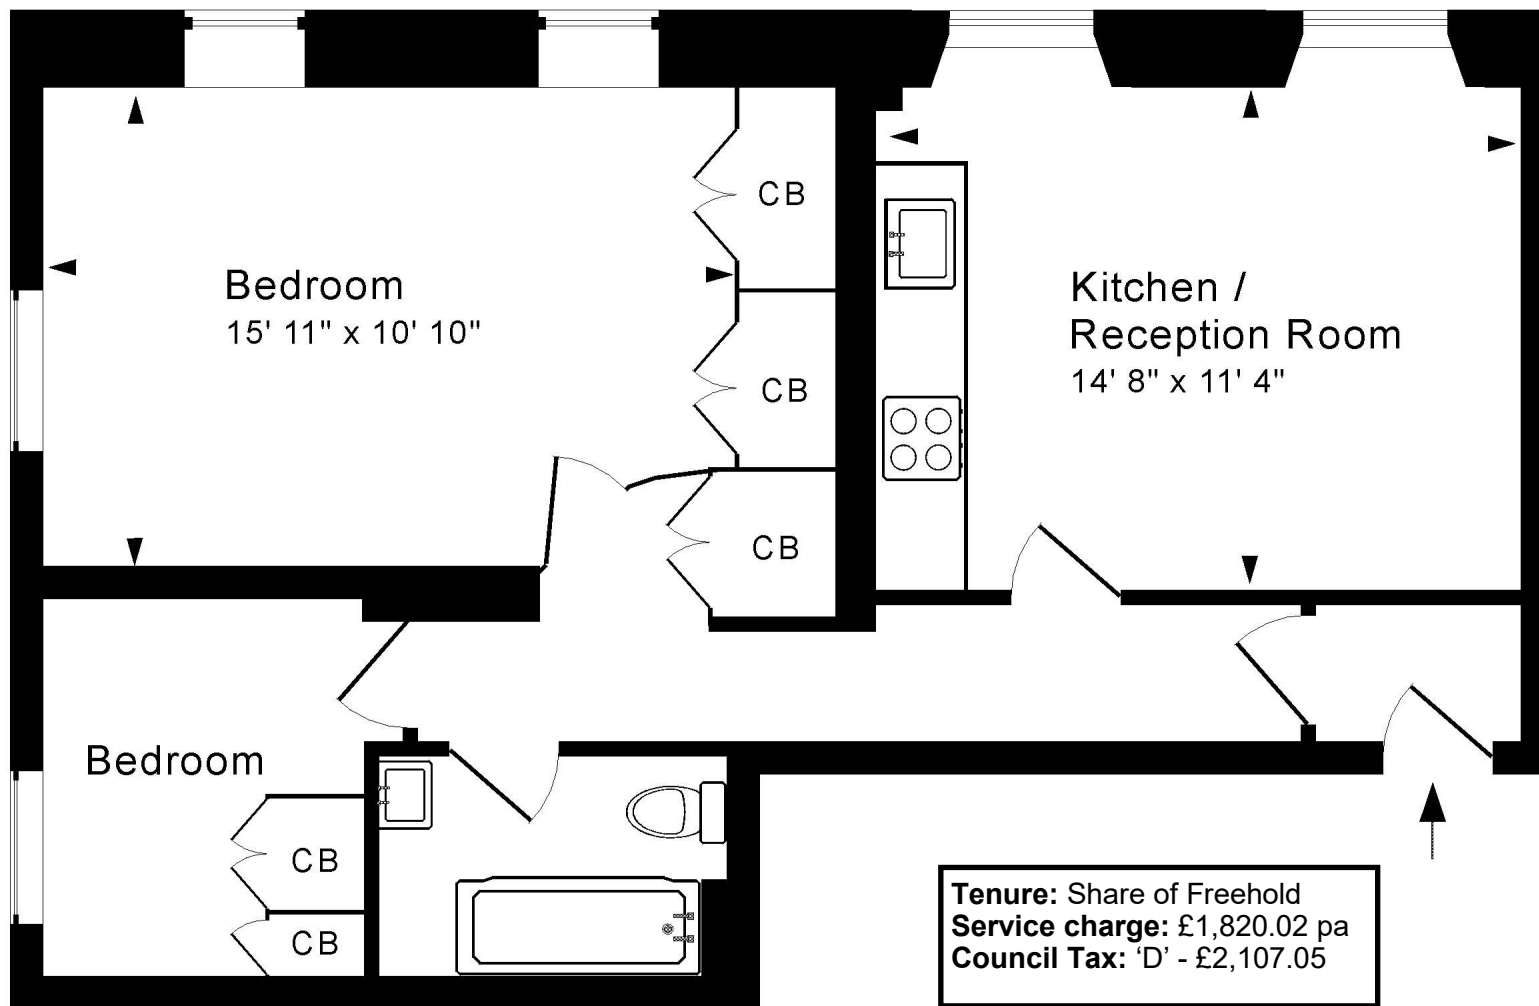 Bedroom
15' 11" x 10' 10"
CB
CB
CB
Kitchen /
Reception Room
14' 8" x 11' 4"
Bedroom
CB
CB
Tenure: Share of Freehold
Service charge: £1,820.02 pa
Council Tax: ‘D’ - £2,107.05